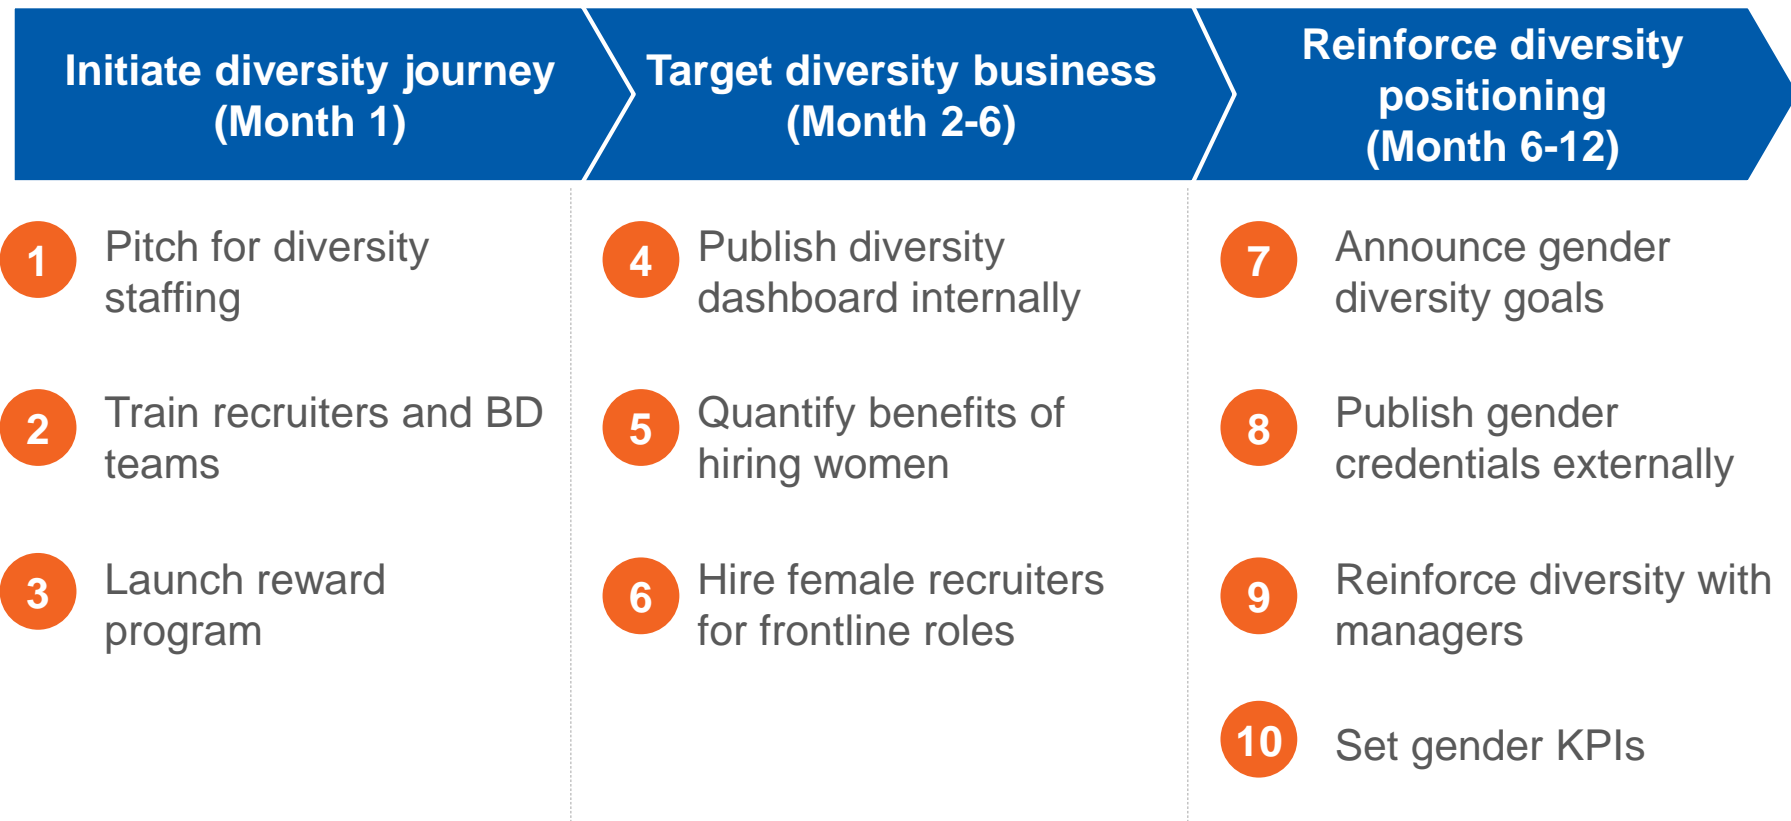 Initiate diversity journey
(Month 1)
Target diversity business
(Month 2-6)
Reinforce diversity
positioning
(Month 6-12)
1
Pitch for diversity
staffing
2
Train recruiters and BD
teams
3
Launch reward
program
4
Publish diversity
dashboard internally
5
Quantify benefits of
hiring women
6
Hire female recruiters
for frontline roles
7
Announce gender
diversity goals
8
Publish gender
credentials externally
9
Reinforce diversity with
managers
10
Set gender KPIs